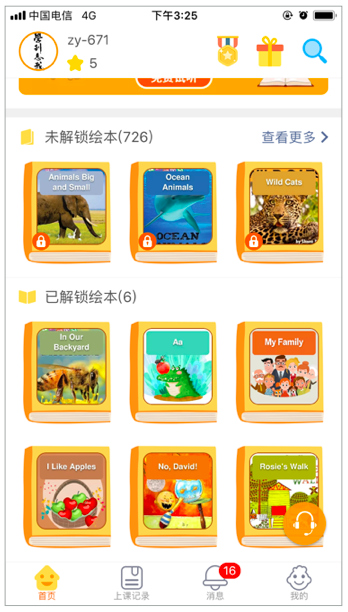 中国电信 4G 下午3:25
zy-671
5
免费试听
未解锁绘本(726) 查看更多
Animals Big
and Small
Ocean
Animals
OCEAN
Wild Cats
已解锁绘本(6)
In Our
Backyard
Aa
My Family
I Like Apples
No, David!
Rosie's Walk
16
首页 上课记录 消息 我的